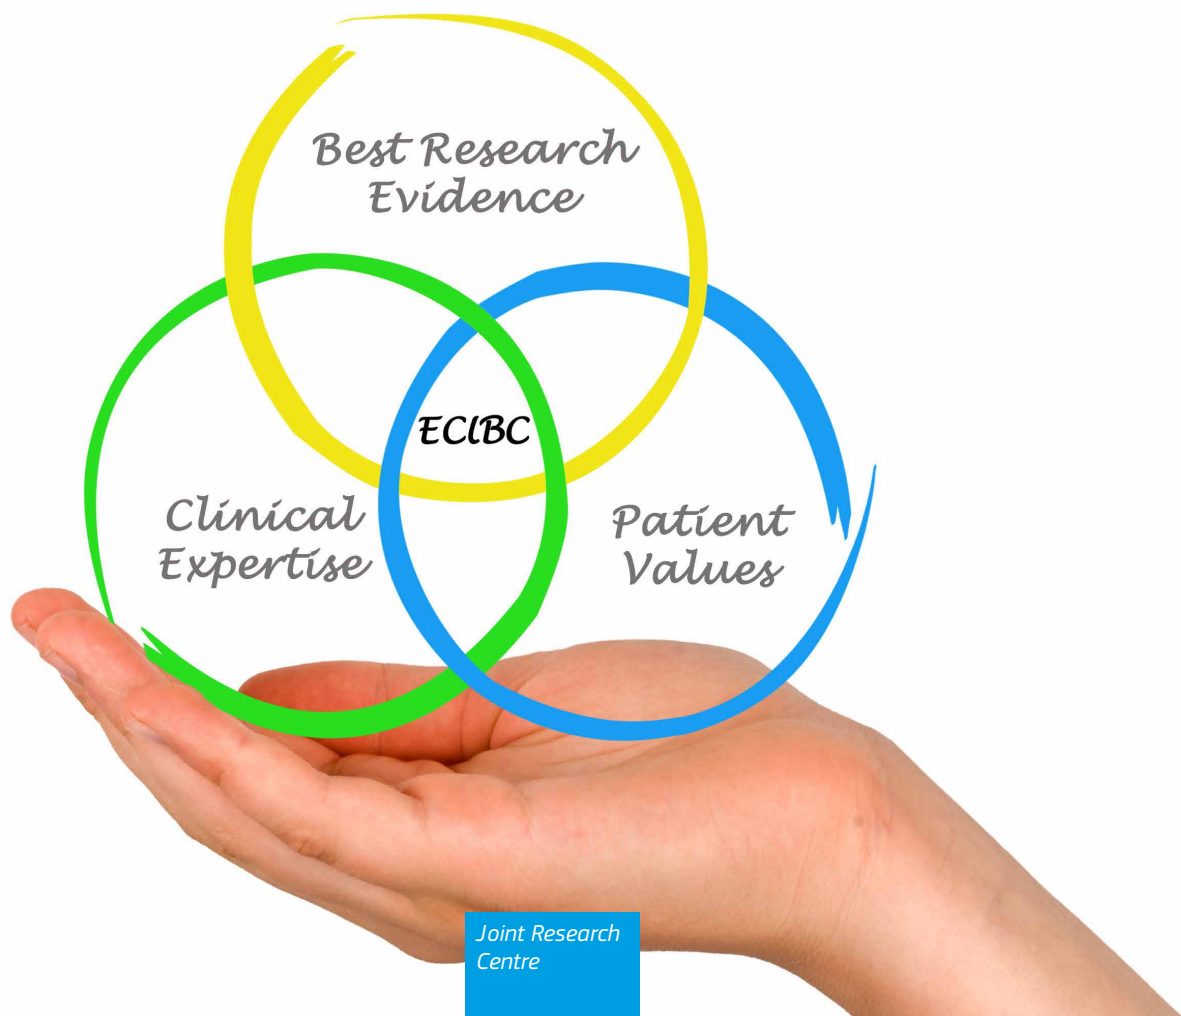 Best Research
Evidence
ECIBC
Clinical
Expertise
Patient
Values
Joint Research
Centre